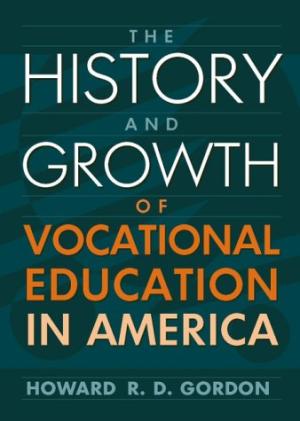 THE
HISTORY
AND
GROWTH
OF
VOCATIONAL
EDUCATION
IN AMERICA
HOWARD R. D. GORDON